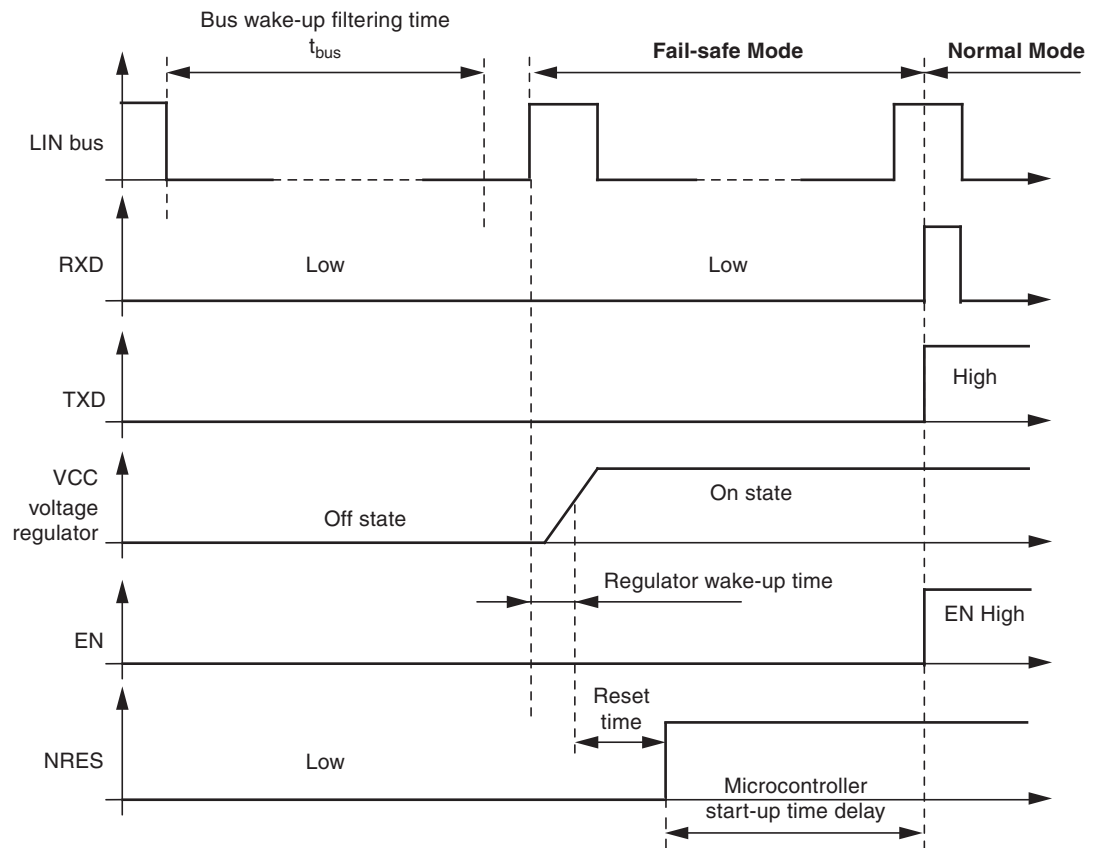 Bus wake-up filtering time
tbus
Fail-safe Mode
Normal Mode
LIN bus
RXD
Low
Low
TXD
High
VCC
voltage
regulator
Off state
On state
Regulator wake-up time
EN
EN High
Reset
time
NRES
Low
Microcontroller
start-up time delay